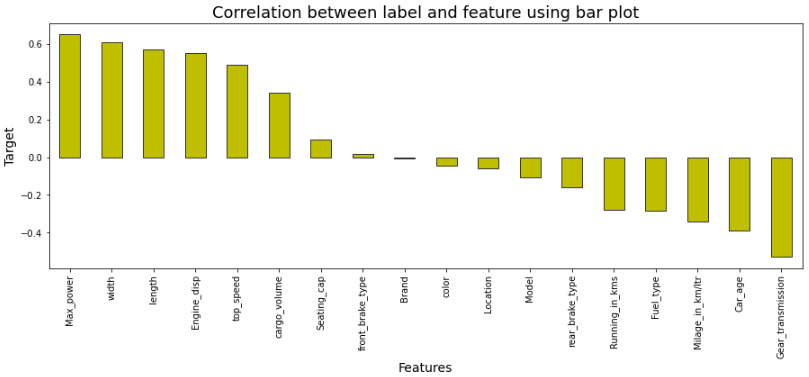 Correlation between label and feature using bar plot
Target
0.6
0.4
0.2
0.0
−0.2
−0.4
Max_power
width
length
Engine_disp
top_speed
cargo_volume
Seating_cap
front_brake_type
Brand
color
Location
Model
rear_brake_type
Running_in_kms
Fuel_type
Milage_in_km/ltr
Car_age
Gear_transmission
Features